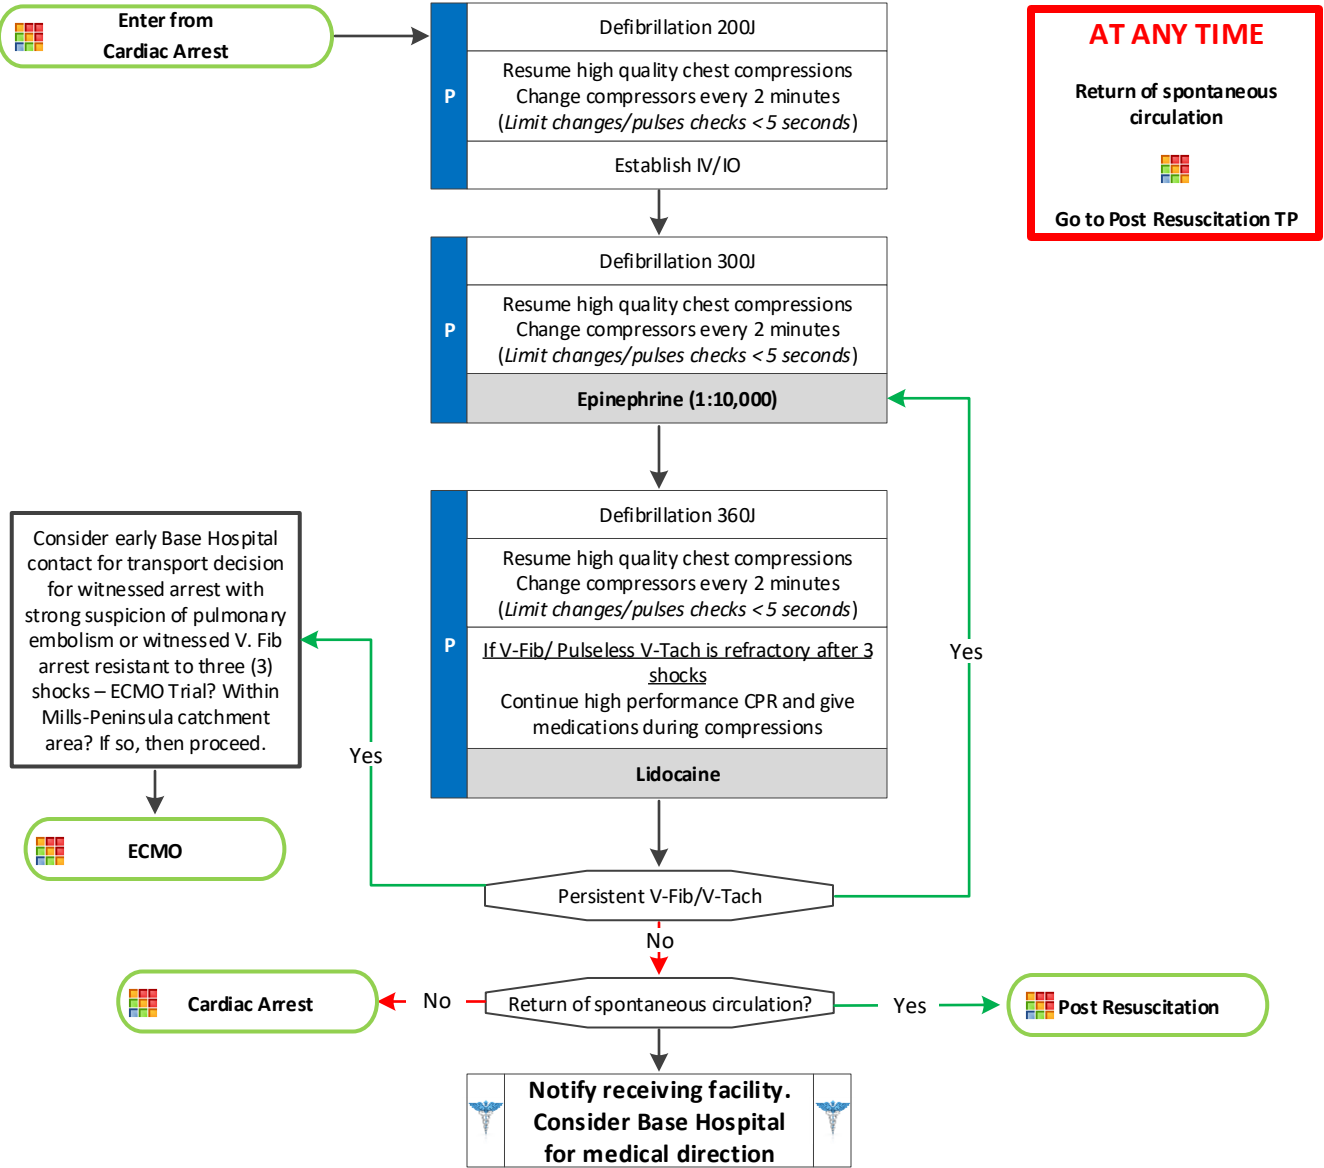 Enter from
Cardiac Arrest
P
Defibrillation 200J
Resume high quality chest compressions
Change compressors every 2 minutes
(Limit changes/pulses checks < 5 seconds)
Establish IV/IO
AT ANY TIME
Return of spontaneous
circulation
Go to Post Resuscitation TP
P
Defibrillation 300J
Resume high quality chest compressions
Change compressors every 2 minutes
(Limit changes/pulses checks < 5 seconds)
Epinephrine (1:10,000)
P
Defibrillation 360J
Resume high quality chest compressions
Change compressors every 2 minutes
(Limit changes/pulses checks < 5 seconds)
If V-Fib/ Pulseless V-Tach is refractory after 3
shocks
Continue high performance CPR and give
medications during compressions
Lidocaine
Consider early Base Hospital
contact for transport decision
for witnessed arrest with
strong suspicion of pulmonary
embolism or witnessed V. Fib
arrest resistant to three (3)
shocks – ECMO Trial? Within
Mills-Peninsula catchment
area? If so, then proceed.
Yes
Yes
ECMO
Persistent V-Fib/V-Tach
No
Cardiac Arrest
No
Return of spontaneous circulation?
Yes
Post Resuscitation
Notify receiving facility.
Consider Base Hospital
for medical direction